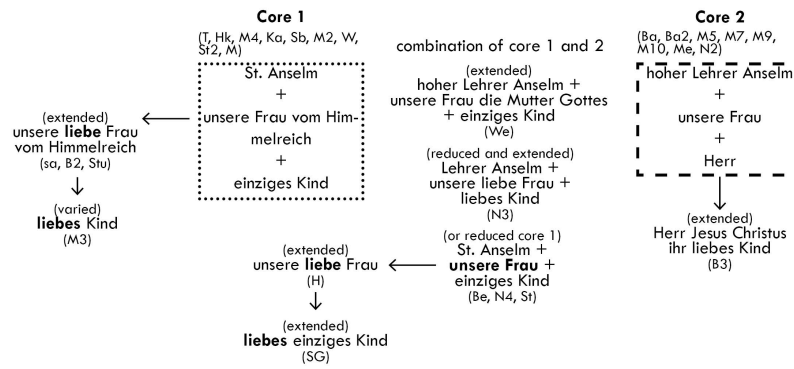 Core 1
(T, Hk, M4, Ka, Sb, M2, W,
St2, M)
St. Anselm
+
unsere Frau vom Him-
melreich
+
einziges Kind
(extended)
unsere liebe Frau
vom Himmelreich
(sa, B2, Stu)
(varied)
liebes Kind
(M3)
combination of core 1 and 2
(extended)
hoher Lehrer Anselm +
unsere Frau die Mutter Gottes
+ einziges Kind
(We)
(reduced and extended)
Lehrer Anselm +
unsere liebe Frau +
liebes Kind
(N3)
(or reduced core 1)
St. Anselm +
unsere Frau +
einziges Kind
(Be, N4, St)
(extended)
unsere liebe Frau
(H)
(extended)
liebes einziges Kind
(SG)
Core 2
(Ba, Ba2, M5, M7, M9,
M10, Me, N2)
hoher Lehrer Anselm
+
unsere Frau
+
Herr
(extended)
Herr Jesus Christus
ihr liebes Kind
(B3)